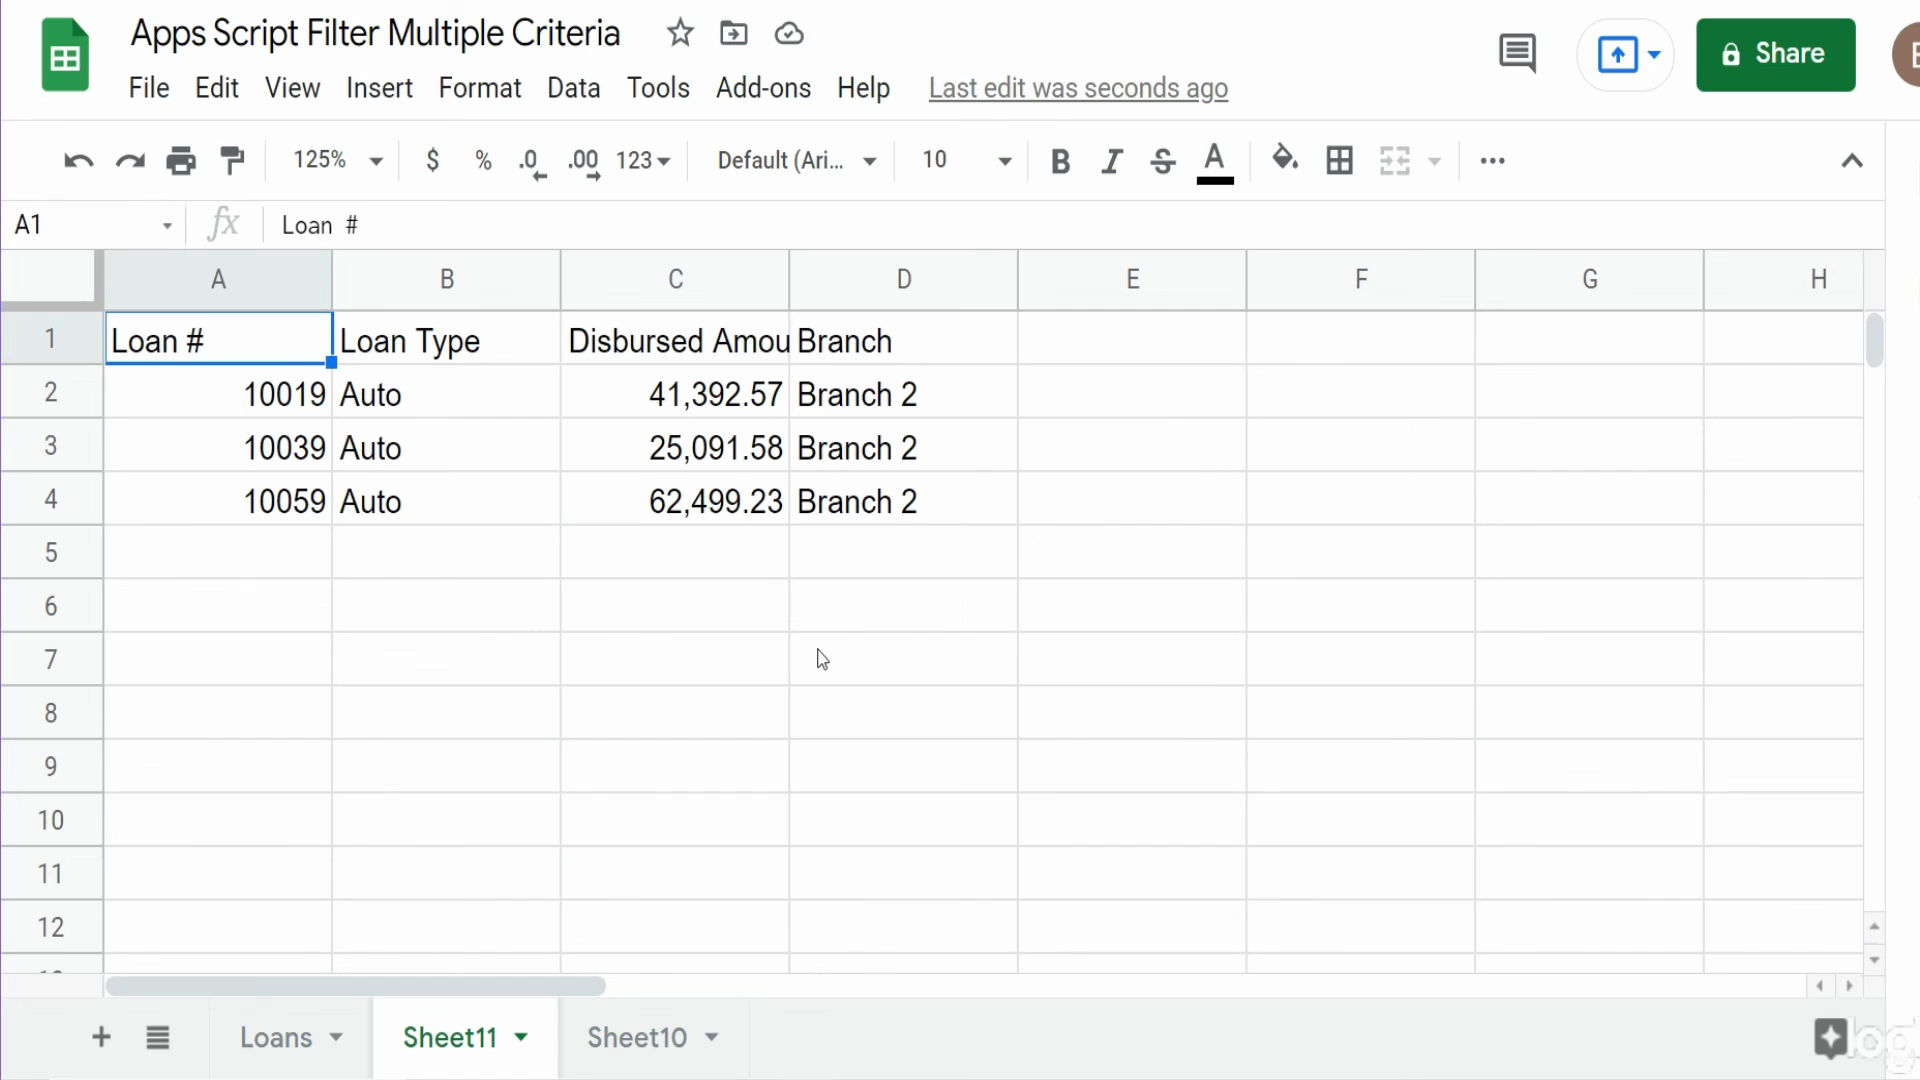 Apps Script Filter Multiple Criteria
Share
File Edit View Insert Format Data Tools Add-ons Help Last edit was seconds ago
125% $ % .0 .00 123 Default (Ari... 10 B I S A
A1 fx Loan #
A B C D E F G H
1 Loan # Loan Type Disbursed Amou Branch
2 10019 Auto 41,392.57 Branch 2
3 10039 Auto 25,091.58 Branch 2
4 10059 Auto 62,499.23 Branch 2
5
6
7
8
9
10
11
12
Loans Sheet11 Sheet10